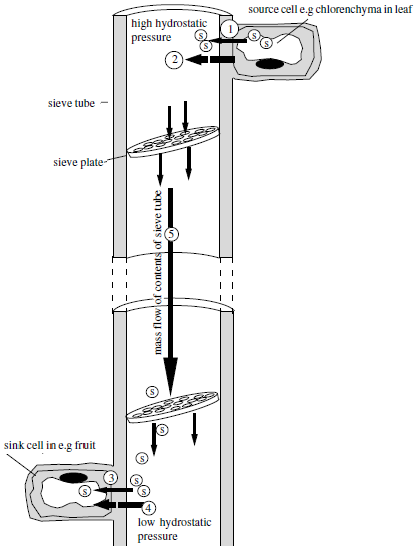 source cell e.g chlorenchyma in leaf
high hydrostatic
pressure
1
S
S
S
S
2
sieve tube
sieve plate
mass flow of contents of sieve tube
5
S
S
sink cell in e.g fruit
S
3
S
S
S
4
low hydrostatic
pressure